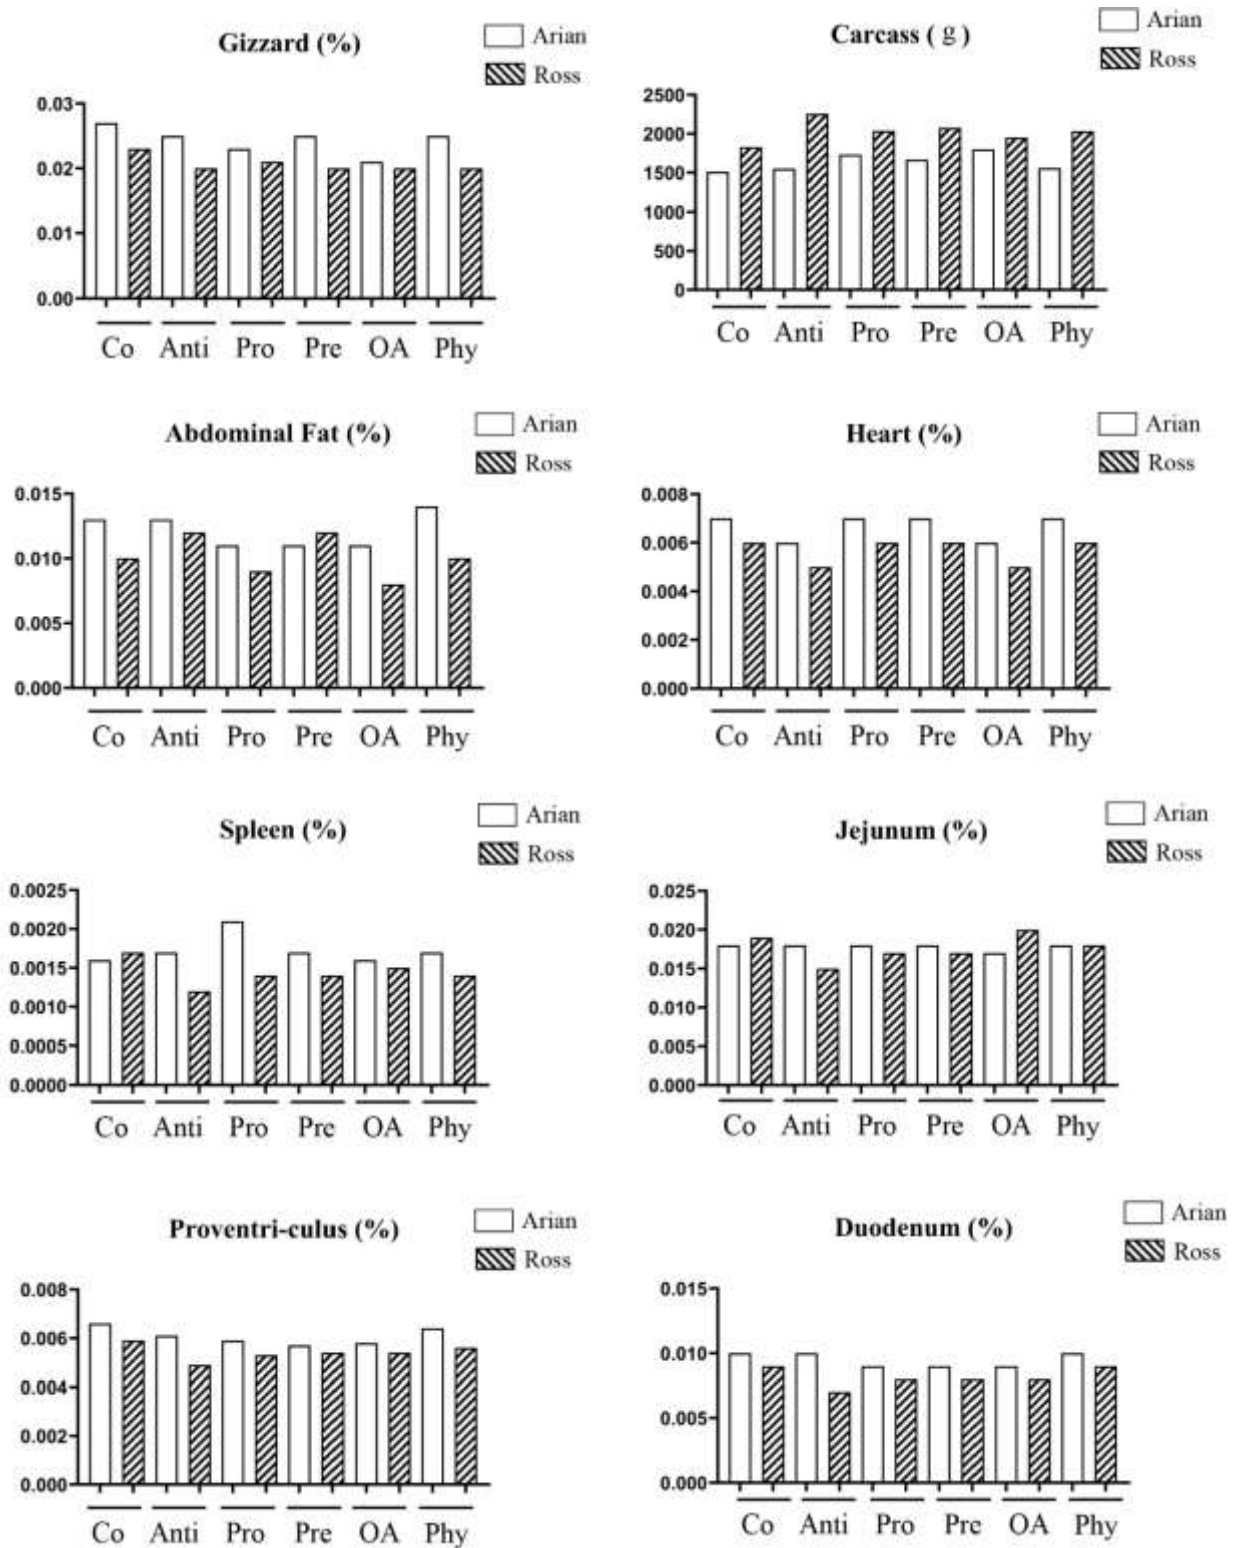 Gizzard (%)
Arian
Ross
0.03
0.02
0.01
0.00
Co Anti Pro Pre OA Phy
Carcass ( g )
Arian
Ross
2500
2000
1500
1000
500
0
Co Anti Pro Pre OA Phy
Abdominal Fat (%)
Arian
Ross
0.015
0.010
0.005
0.000
Co Anti Pro Pre OA Phy
Heart (%)
Arian
Ross
0.008
0.006
0.004
0.002
0.000
Co Anti Pro Pre OA Phy
Spleen (%)
Arian
Ross
0.0025
0.0020
0.0015
0.0010
0.0005
0.0000
Co Anti Pro Pre OA Phy
Jejunum (%)
Arian
Ross
0.025
0.020
0.015
0.010
0.005
0.000
Co Anti Pro Pre OA Phy
Proventri-culus (%)
Arian
Ross
0.008
0.006
0.004
0.002
0.000
Co Anti Pro Pre OA Phy
Duodenum (%)
Arian
Ross
0.015
0.010
0.005
0.000
Co Anti Pro Pre OA Phy